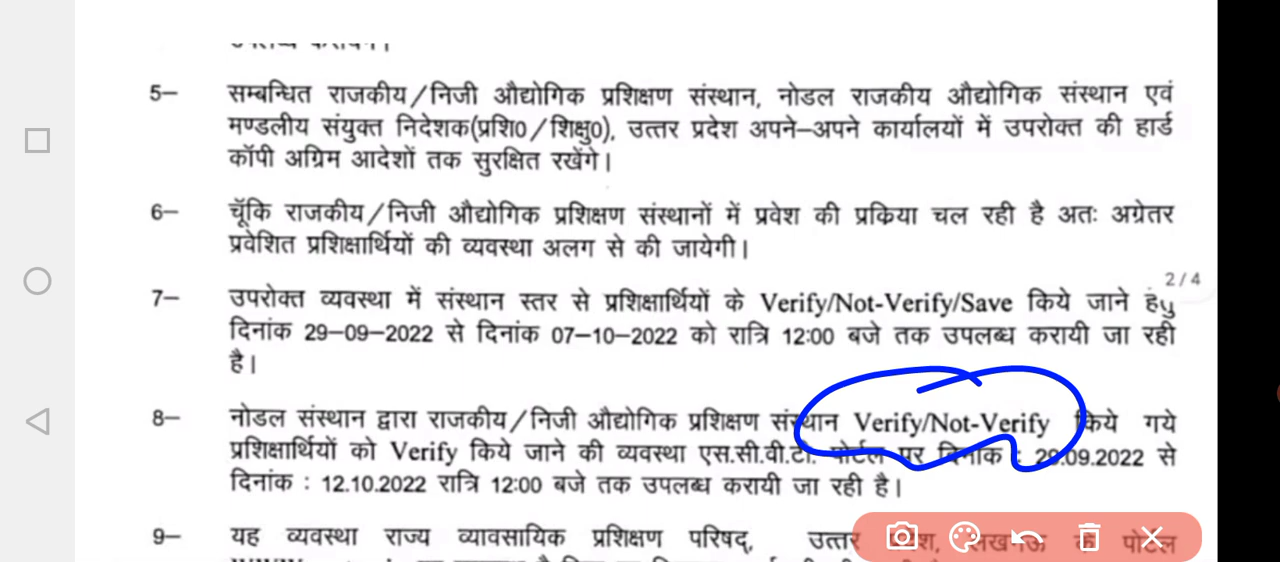 5– सम्बन्धित राजकीय/निजी औद्योगिक प्रशिक्षण संस्थान, नोडल राजकीय औद्योगिक संस्थान एवं
मण्डलीय संयुक्त निदेशक(प्रशि0/शिक्षु0), उत्तर प्रदेश अपने–अपने कार्यालयों में उपरोक्त की हार्ड
कॉपी अग्रिम आदेशों तक सुरक्षित रखेंगे।
6– चूँकि राजकीय/निजी औद्योगिक प्रशिक्षण संस्थानों में प्रवेश की प्रक्रिया चल रही है अतः अग्रेतर
प्रवेशित प्रशिक्षार्थियों की व्यवस्था अलग से की जायेगी।
2/4
7– उपरोक्त व्यवस्था में संस्थान स्तर से प्रशिक्षार्थियों के Verify/Not-Verify/Save किये जाने हेतु
दिनांक 29–09–2022 से दिनांक 07–10–2022 को रात्रि 12:00 बजे तक उपलब्ध करायी जा रही
है।
8– नोडल संस्थान द्वारा राजकीय/निजी औद्योगिक प्रशिक्षण संस्थान Verify/Not-Verify किये गये
प्रशिक्षार्थियों को Verify किये जाने की व्यवस्था एस.सी.वी.टी. पोर्टल पर दिनांक : 29.09.2022 से
दिनांक : 12.10.2022 रात्रि 12:00 बजे तक उपलब्ध करायी जा रही है।
9– यह व्यवस्था राज्य व्यावसायिक प्रशिक्षण परिषद्, उत्तर प्रदेश, लखनऊ के पोर्टल